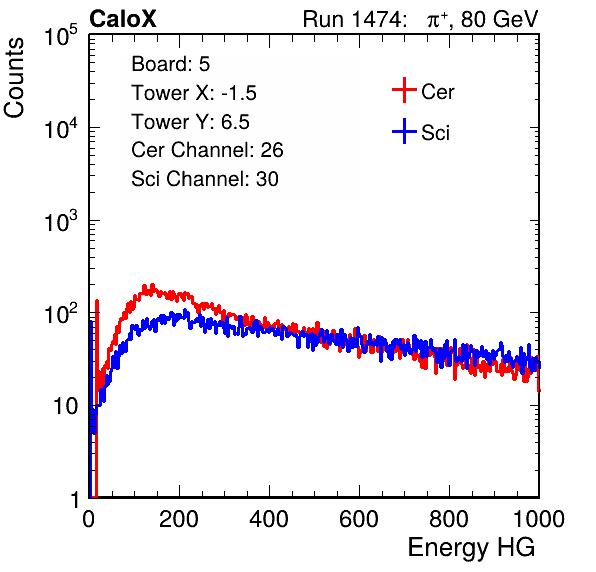 CaloX Run 1474: π⁺, 80 GeV
Counts
10⁵
10⁴
10³
10²
10
1
Board: 5
Tower X: -1.5
Tower Y: 6.5
Cer Channel: 26
Sci Channel: 30
Cer
Sci
0 200 400 600 800 1000
Energy HG